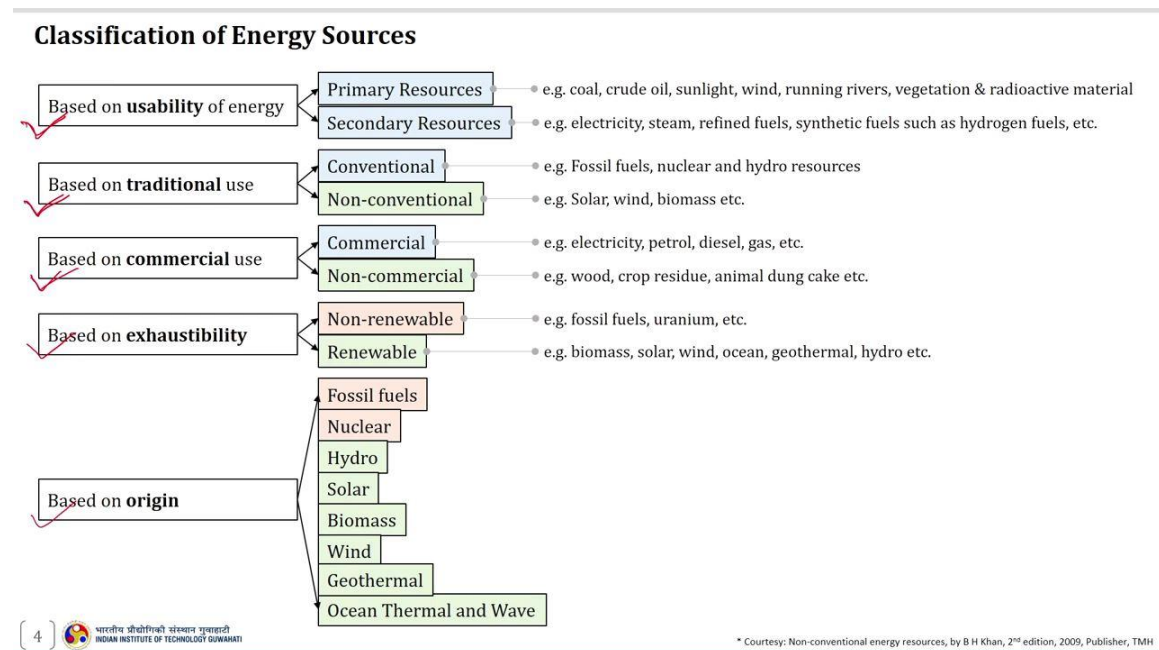 Classification of Energy Sources
Based on usability of energy
Primary Resources
e.g. coal, crude oil, sunlight, wind, running rivers, vegetation & radioactive material
Secondary Resources
e.g. electricity, steam, refined fuels, synthetic fuels such as hydrogen fuels, etc.
Based on traditional use
Conventional
e.g. Fossil fuels, nuclear and hydro resources
Non-conventional
e.g. Solar, wind, biomass etc.
Based on commercial use
Commercial
e.g. electricity, petrol, diesel, gas, etc.
Non-commercial
e.g. wood, crop residue, animal dung cake etc.
Based on exhaustibility
Non-renewable
e.g. fossil fuels, uranium, etc.
Renewable
e.g. biomass, solar, wind, ocean, geothermal, hydro etc.
Based on origin
Fossil fuels
Nuclear
Hydro
Solar
Biomass
Wind
Geothermal
Ocean Thermal and Wave
4
भारतीय प्रौद्योगिकी संस्थान गुवाहाटी
INDIAN INSTITUTE OF TECHNOLOGY GUWAHATI
* Courtesy: Non-conventional energy resources, by B H Khan, 2nd edition, 2009, Publisher, TMH